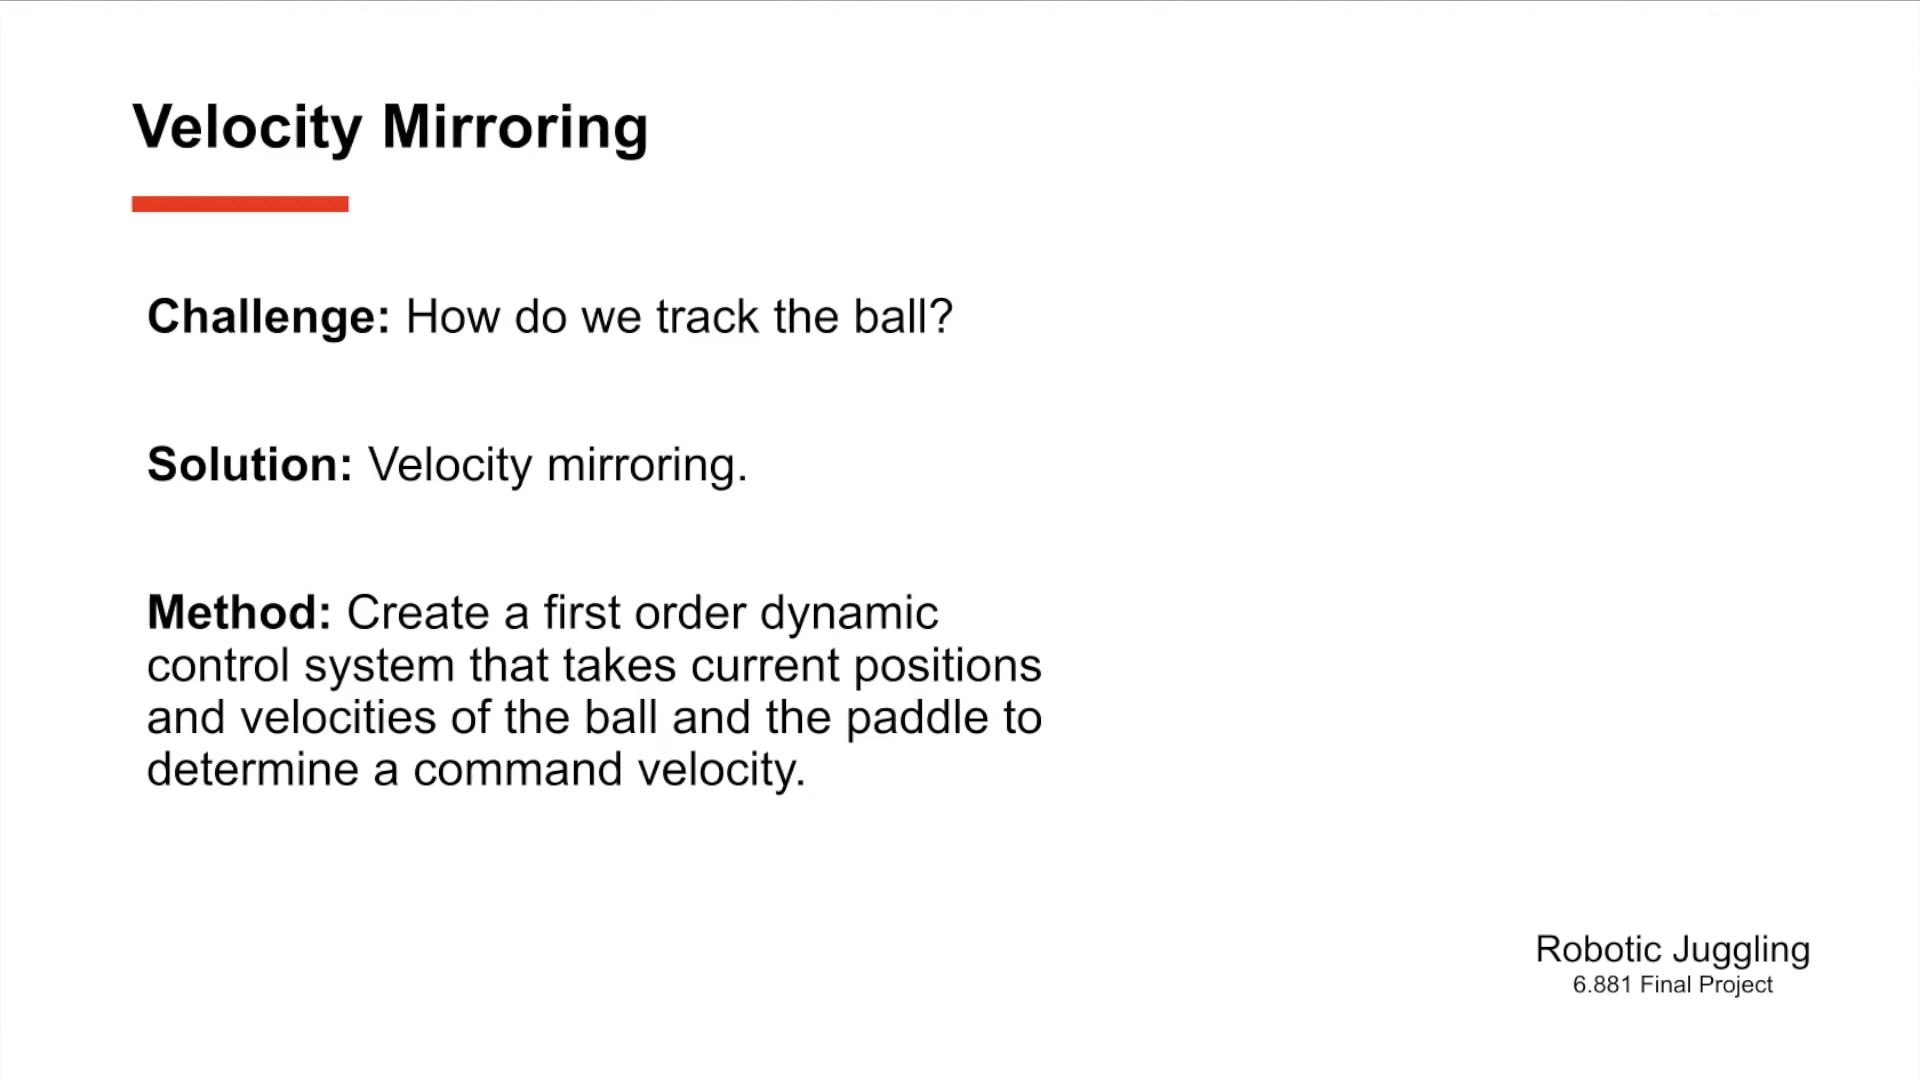 Velocity Mirroring
Challenge: How do we track the ball?
Solution: Velocity mirroring.
Method: Create a first order dynamic
control system that takes current positions
and velocities of the ball and the paddle to
determine a command velocity.
Robotic Juggling
6.881 Final Project